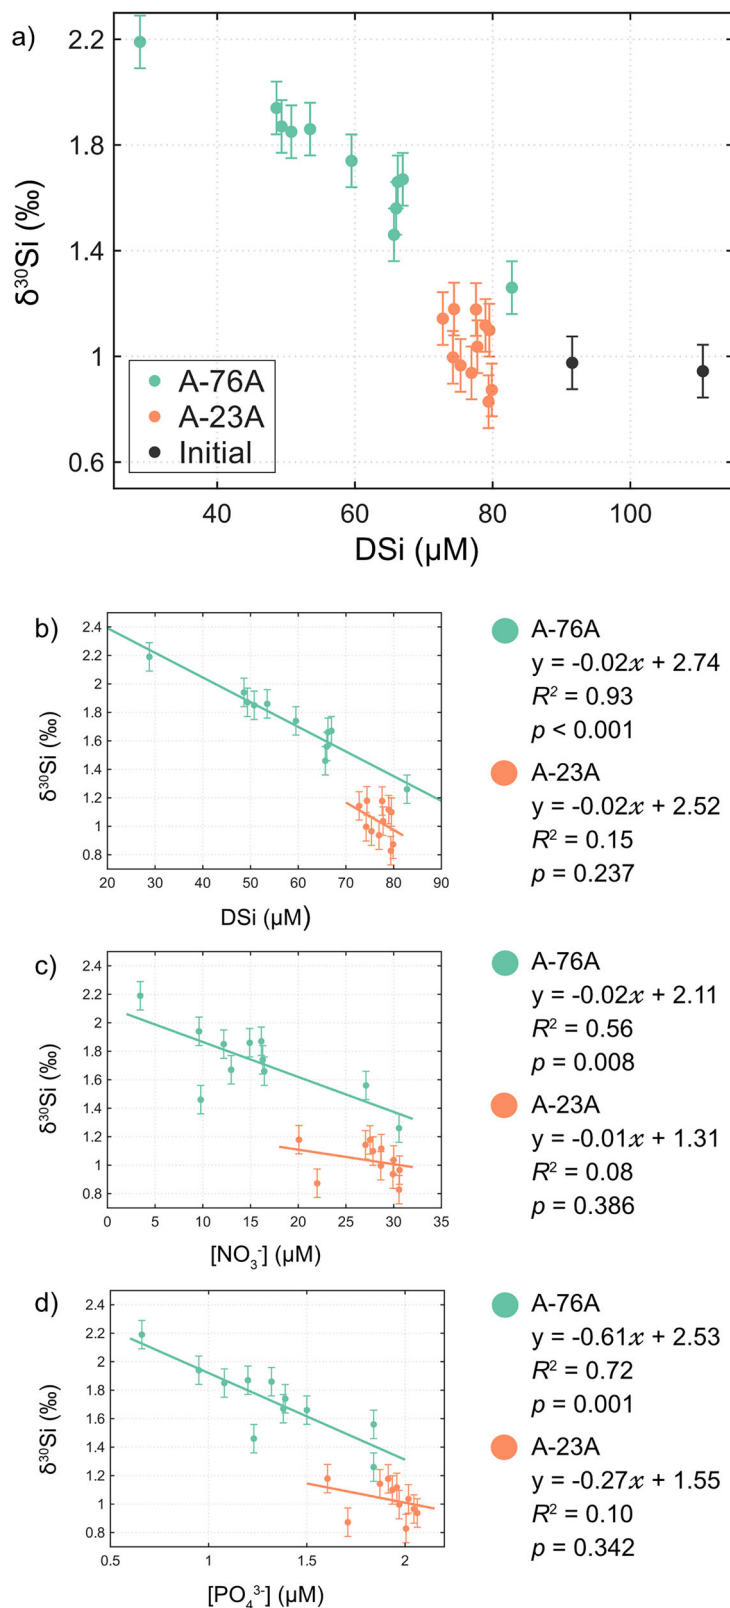 a)
2.2
1.8
1.4
1
0.6
δ³⁰Si (‰)
A-76A
A-23A
Initial
40 60 80 100
DSi (µM)
b)
2.4
2.2
2
1.8
1.6
1.4
1.2
1
0.8
δ³⁰Si (‰)
20 30 40 50 60 70 80 90
DSi (µM)
A-76A
y = -0.02x + 2.74
R² = 0.93
p < 0.001
A-23A
y = -0.02x + 2.52
R² = 0.15
p = 0.237
c)
2.4
2.2
2
1.8
1.6
1.4
1.2
1
0.8
δ³⁰Si (‰)
0 5 10 15 20 25 30 35
[NO₃⁻] (µM)
A-76A
y = -0.02x + 2.11
R² = 0.56
p = 0.008
A-23A
y = -0.01x + 1.31
R² = 0.08
p = 0.386
d)
2.4
2.2
2
1.8
1.6
1.4
1.2
1
0.8
δ³⁰Si (‰)
0.5 1 1.5 2
[PO₄³⁻] (µM)
A-76A
y = -0.61x + 2.53
R² = 0.72
p = 0.001
A-23A
y = -0.27x + 1.55
R² = 0.10
p = 0.342